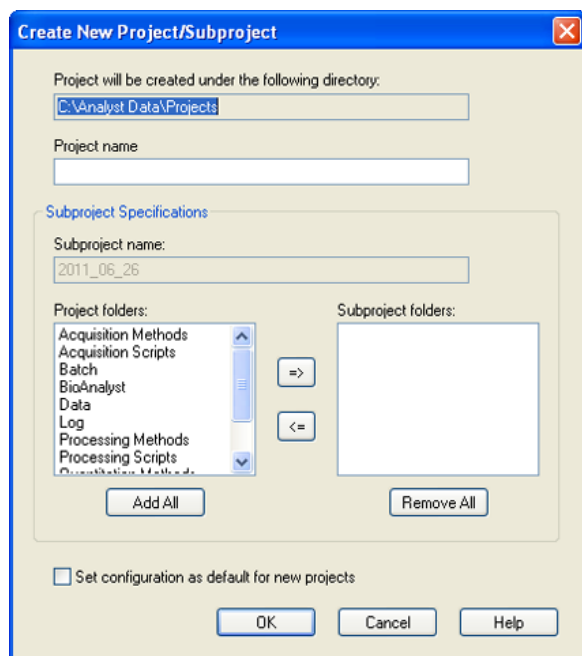 Create New Project/Subproject
Project will be created under the following directory:
C:\Analyst Data\Projects
Project name
Subproject Specifications
Subproject name:
2011_06_26
Project folders:
Subproject folders:
Acquisition Methods
Acquisition Scripts
Batch
BioAnalyst
Data
Log
Processing Methods
Processing Scripts
Quantitation Methods
=>
<=
Add All
Remove All
Set configuration as default for new projects
OK
Cancel
Help